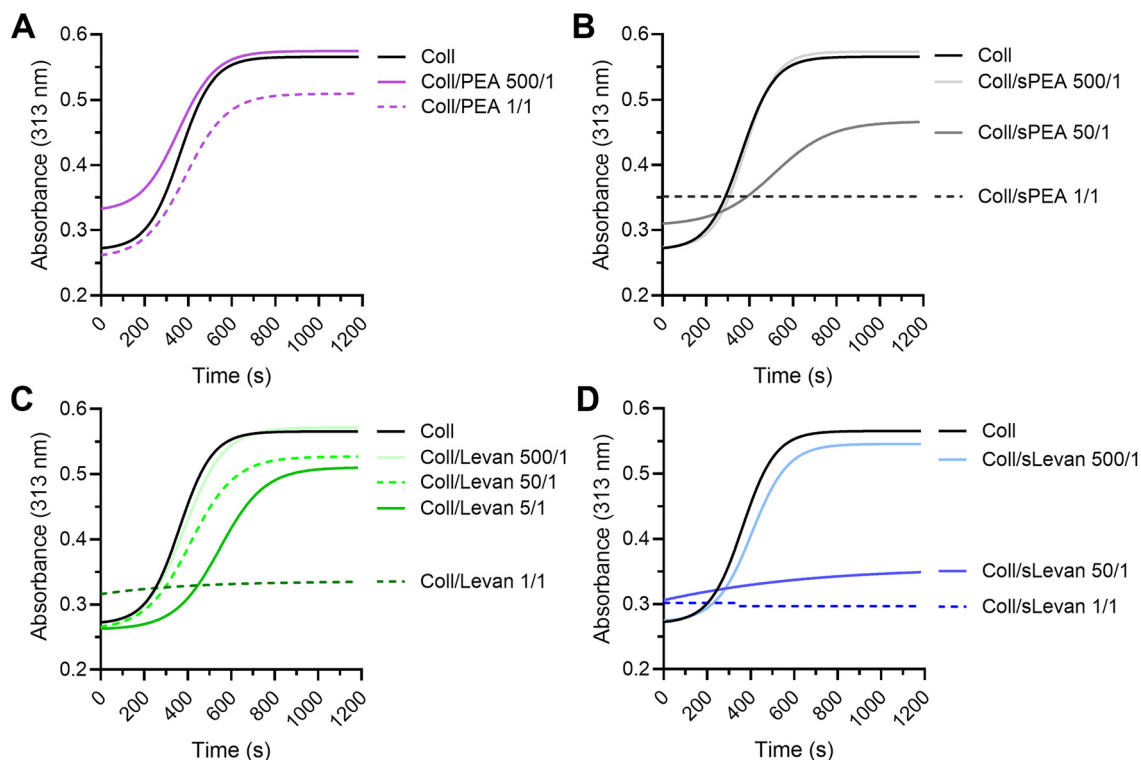 A
Absorbance (313 nm)
0.6
0.5
0.4
0.3
0.2
0
200
400
600
800
1000
1200
Time (s)
Coll
Coll/PEA 500/1
Coll/PEA 1/1
B
Absorbance (313 nm)
0.6
0.5
0.4
0.3
0.2
0
200
400
600
800
1000
1200
Time (s)
Coll
Coll/sPEA 500/1
Coll/sPEA 50/1
Coll/sPEA 1/1
C
Absorbance (313 nm)
0.6
0.5
0.4
0.3
0.2
0
200
400
600
800
1000
1200
Time (s)
Coll
Coll/Levan 500/1
Coll/Levan 50/1
Coll/Levan 5/1
Coll/Levan 1/1
D
Absorbance (313 nm)
0.6
0.5
0.4
0.3
0.2
0
200
400
600
800
1000
1200
Time (s)
Coll
Coll/sLevan 500/1
Coll/sLevan 50/1
Coll/sLevan 1/1